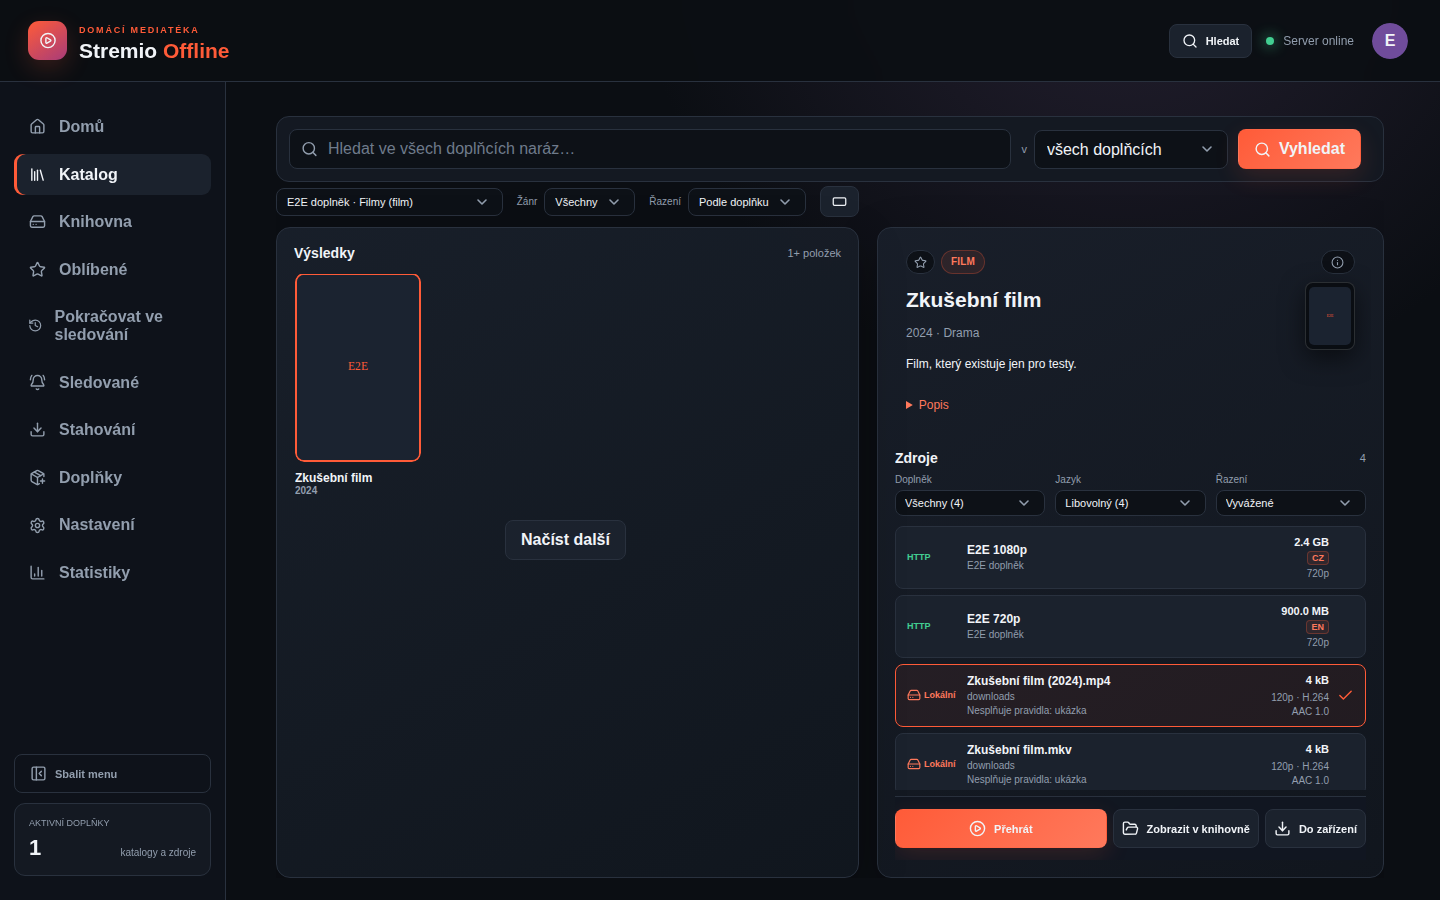 DOMÁCÍ MEDIATÉKA
Stremio Offline
Hledat
Server online
E
Domů
Katalog
Knihovna
Oblíbené
Pokračovat ve
sledování
Sledované
Stahování
Doplňky
Nastavení
Statistiky
Sbalit menu
AKTIVNÍ DOPLŇKY
1
katalogy a zdroje
Hledat ve všech doplňcích naráz…
v
všech doplňcích
Vyhledat
E2E doplněk · Filmy (film)
Žánr
Všechny
Řazení
Podle doplňku
Výsledky
1+ položek
E2E
Zkušební film
2024
Načíst další
FILM
Zkušební film
2024 · Drama
Film, který existuje jen pro testy.
Popis
E2E
Zdroje
4
Doplněk
Jazyk
Řazení
Všechny (4)
Libovolný (4)
Vyvážené
HTTP
E2E 1080p
E2E doplněk
2.4 GB
CZ
720p
HTTP
E2E 720p
E2E doplněk
900.0 MB
EN
720p
Lokální
Zkušební film (2024).mp4
downloads
Nesplňuje pravidla: ukázka
4 kB
120p · H.264
AAC 1.0
Lokální
Zkušební film.mkv
downloads
Nesplňuje pravidla: ukázka
4 kB
120p · H.264
AAC 1.0
Přehrát
Zobrazit v knihovně
Do zařízení